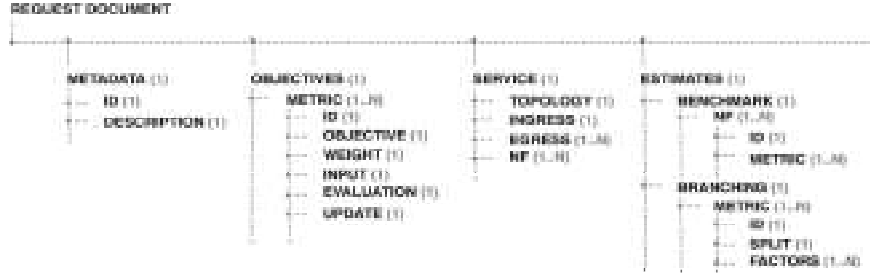 REQUEST DOCUMENT
METADATA (1)
ID (1)
DESCRIPTION (1)
OBJECTIVES (1)
METRIC (1..N)
ID (1)
OBJECTIVE (1)
WEIGHT (1)
INPUT (1)
EVALUATION (1)
UPDATE (1)
SERVICE (1)
TOPOLOGY (1)
INGRESS (1)
EGRESS (1..N)
NF (1..N)
ESTIMATES (1)
BENCHMARK (1)
NF (1..N)
ID (1)
METRIC (1..N)
BRANCHING (1)
METRIC (1..N)
ID (1)
SPLIT (1)
FACTORS (1..N)